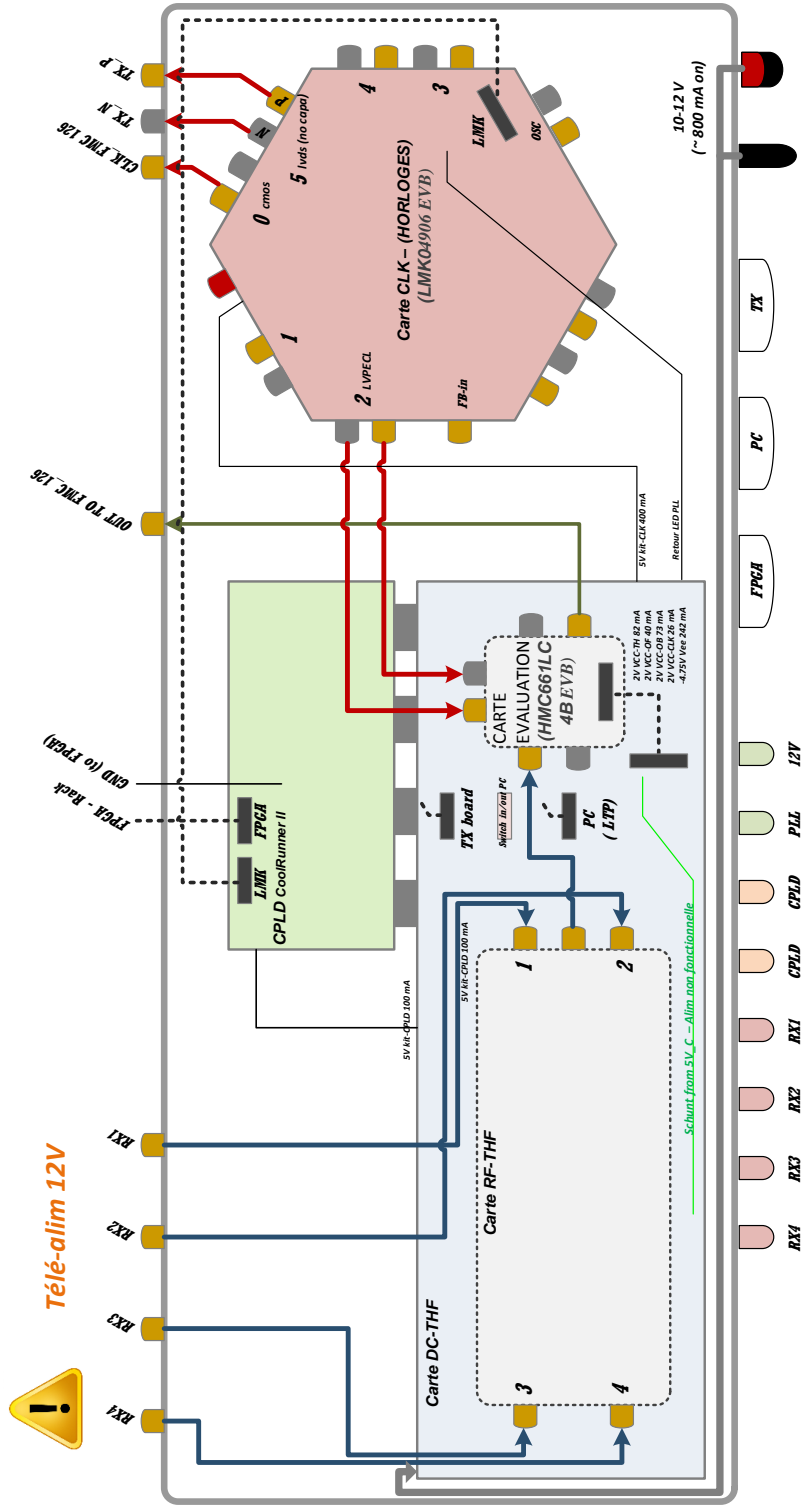 Télé-alim 12V
RX4
RX3
RX2
RX1
FPGA - Rack
GND (to FPGA)
OUT TO FMC_126
CLK_FMC 126
TX_N
TX_P
Carte DC-THF
Carte RF-THF
3
4
1
2
5V kit-CPLD 100 mA
5V kit-CPLD 100 mA
CPLD CoolRunner II
LMK
FPGA
TX board
Switch in/out PC
PC
( LTP)
CARTE
EVALUATION
(HMC661LC
4B EVB)
2V VCC-TH 82 mA
2V VCC-OF 40 mA
2V VCC-OB 73 mA
2V VCC-CLK 26 mA
-4.75V Vee 242 mA
Schunt from 5V_C – Alim non fonctionnelle
5V kit-CLK 400 mA
Retour LED PLL
Carte CLK – (HORLOGES)
(LMK04906 EVB)
1
2 LVPECL
FB-in
0 cmos
5 lvds (no capa)
N
P
4
3
LMK
OSC
10-12 V
(~ 800 mA on)
RX4
RX3
RX2
RX1
CPLD
CPLD
PLL
12V
FPGA
PC
TX